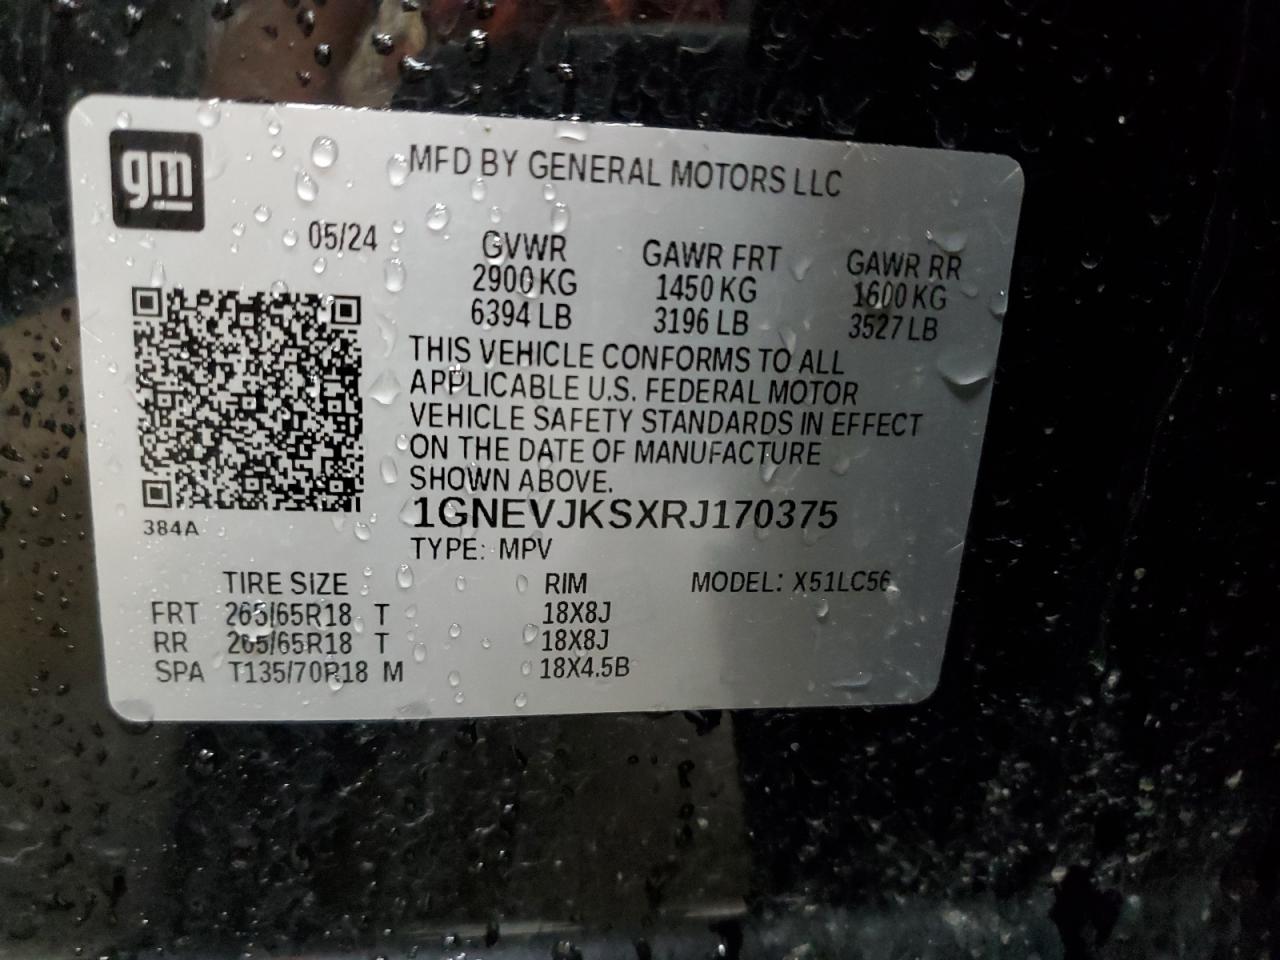 gm
MFD BY GENERAL MOTORS LLC
05/24
GVWR GAWR FRT GAWR RR
2900 KG 1450 KG 1600 KG
6394 LB 3196 LB 3527 LB
THIS VEHICLE CONFORMS TO ALL
APPLICABLE U.S. FEDERAL MOTOR
VEHICLE SAFETY STANDARDS IN EFFECT
ON THE DATE OF MANUFACTURE
SHOWN ABOVE.
1GNEVJKSXRJ170375
384A
TYPE: MPV
TIRE SIZE RIM MODEL: X51LC56
FRT 265/65R18 T 18X8J
RR 265/65R18 T 18X8J
SPA T135/70R18 M 18X4.5B